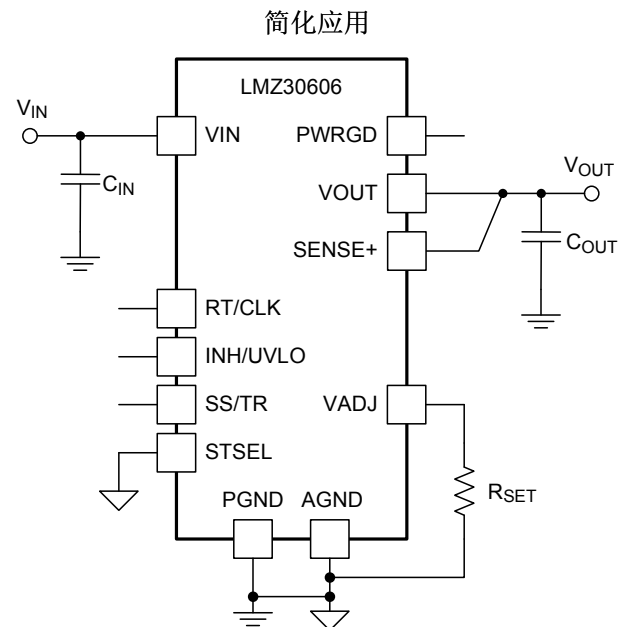 简化应用
LMZ30606
VIN
VIN
CIN
PWRGD
VOUT
VOUT
SENSE+
COUT
RT/CLK
INH/UVLO
SS/TR
VADJ
STSEL
RSET
PGND
AGND